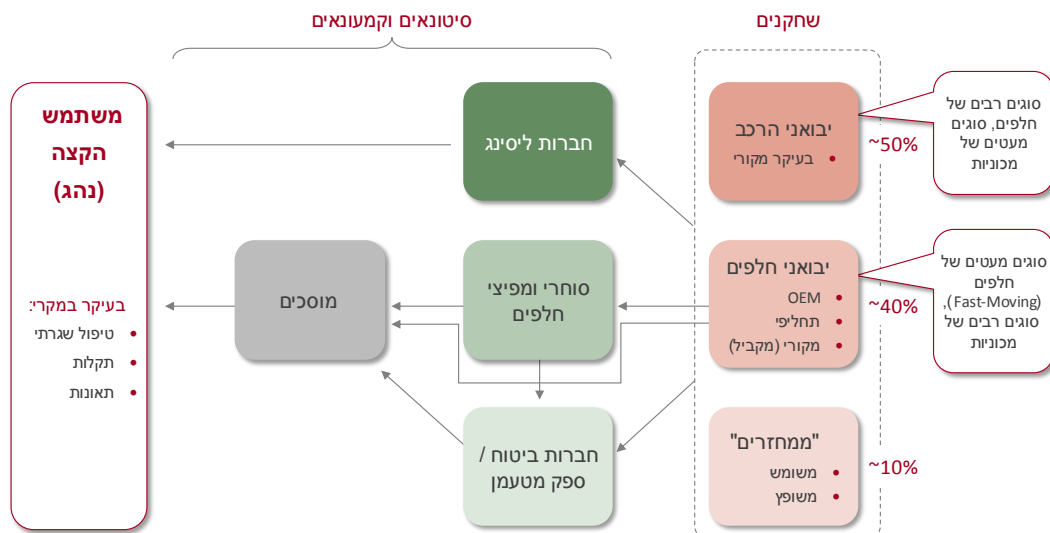 שחקנים
סיטונאים וקמעונאים
סוגים רבים של
חלפים, סוגים
מעטים של
מכוניות
~50%
יבואני הרכב
• בעיקר מקורי
חברות ליסינג
משתמש
הקצה
(נהג)
סוגים מעטים של
חלפים
(Fast-Moving),
סוגים רבים של
מכוניות
~40%
יבואני חלפים
• OEM
• תחליפי
• מקורי (מקביל)
סוחרי ומפיצי
חלפים
מוסכים
בעיקר במקרי:
• טיפול שגרתי
• תקלות
• תאונות
~10%
"ממחזרים"
• משומש
• משופץ
חברות ביטוח /
ספק מטעמן